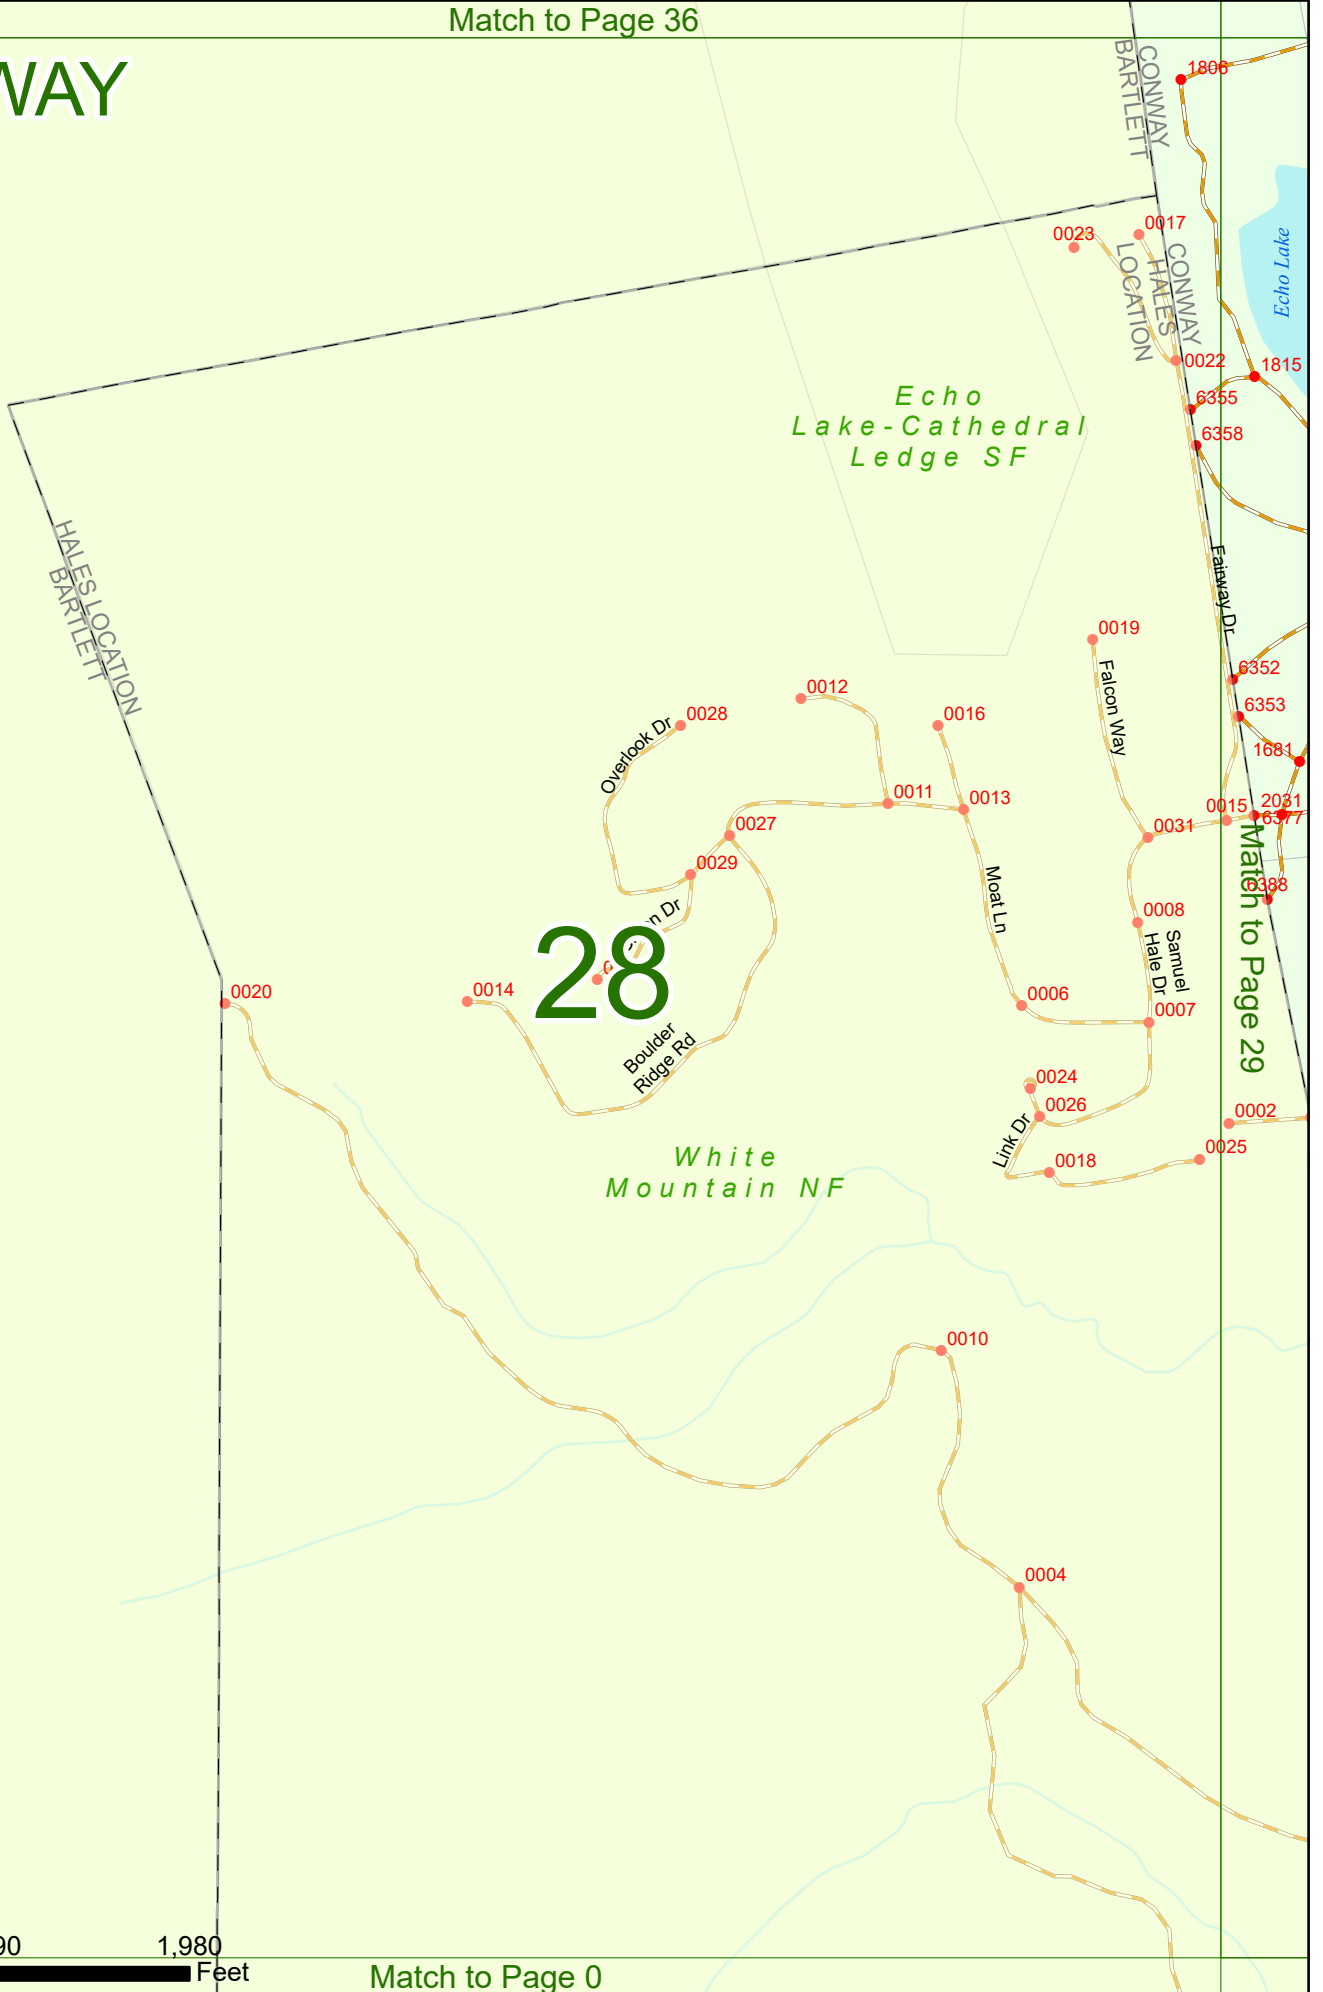 Match to Page 36
WAY
CONWAY
BARTLETT
1806
0023
0017
CONWAY
HALES
LOCATION
Echo Lake
0022
1815
6355
6358
Echo
Lake-Cathedral
Ledge SF
HALES LOCATION
BARTLETT
Fairway Dr
0019
Falcon Way
6352
6353
1681
0012
0028
0016
Overlook Dr
0011
0013
0015
2031
6377
0027
0031
0029
6388
Match to Page 29
Moat Ln
0008
Samuel
Hale Dr
28
0020
0014
0006
0007
Boulder
Ridge Rd
0024
0026
0002
Link Dr
0018
0025
White
Mountain NF
0010
0004
90
1,980
Feet
Match to Page 0